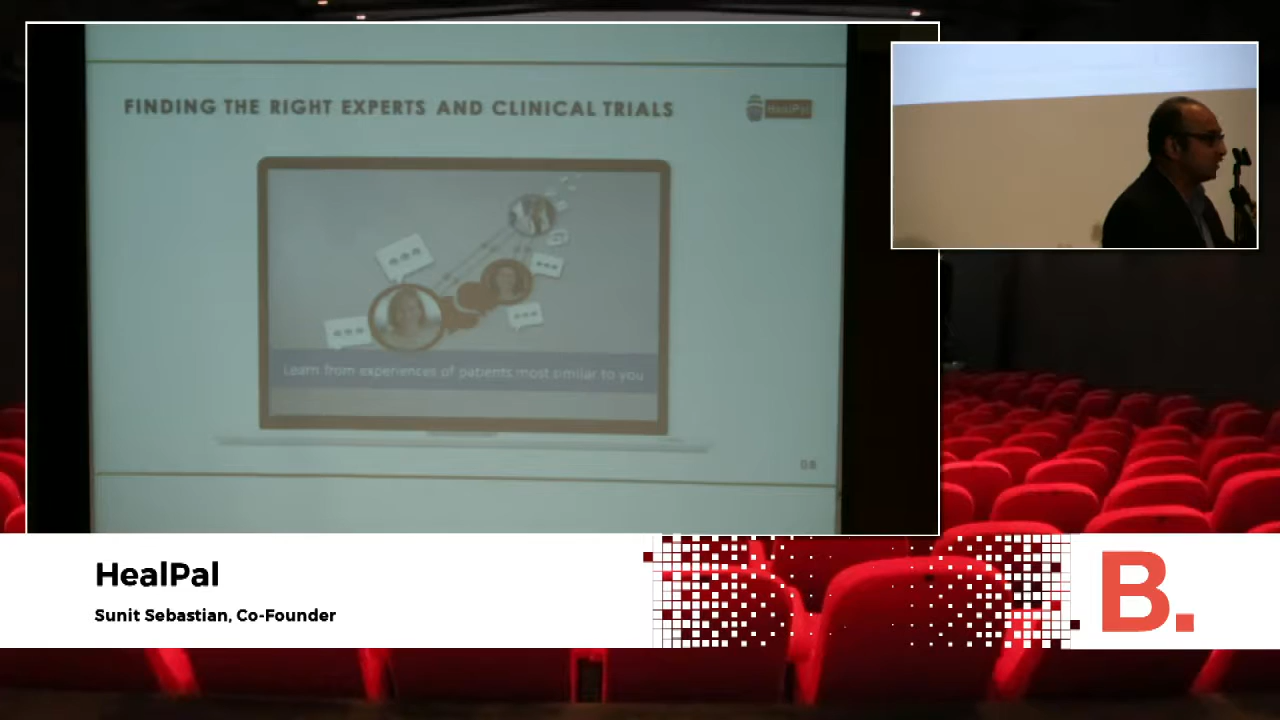 FINDING THE RIGHT EXPERTS AND CLINICAL TRIALS
HealPal
Learn from experiences of patients most similar to you
08
HealPal
Sunit Sebastian, Co-Founder
B.